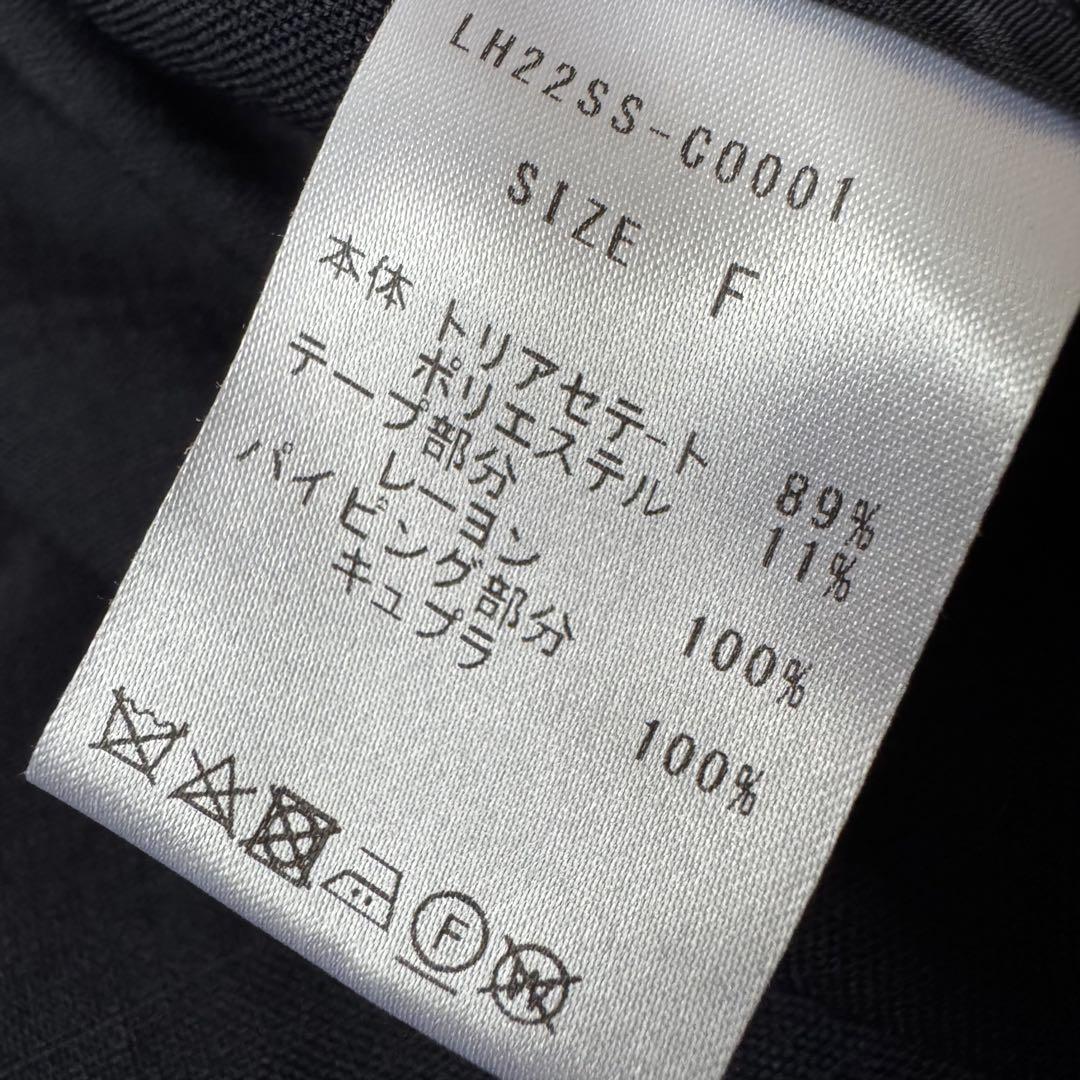 LH22SS-C0001
SIZE F
本体 トリアセテート 89%
ポリエステル 11%
テープ部分
レーヨン 100%
パイピング部分
キュプラ 100%
F
W